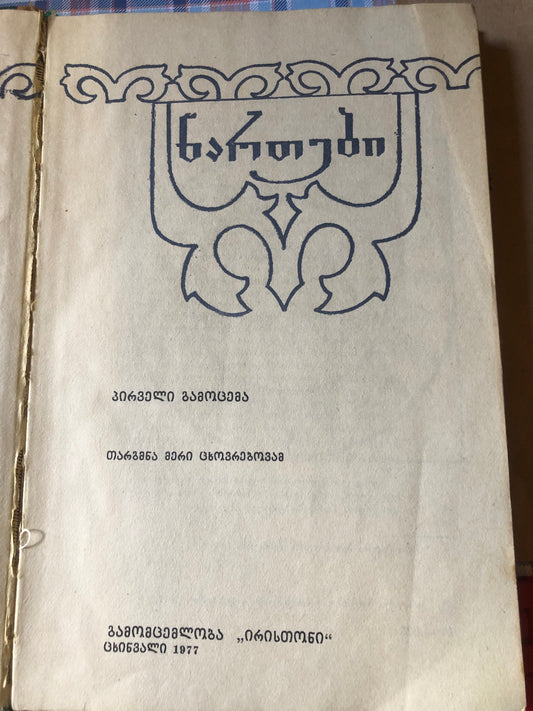 ნართები
პირველი გამოცემა
თარგმნა მერი ცხოვრებოვამ
გამომცემლობა „ირისთონი“
ცხინვალი 1977